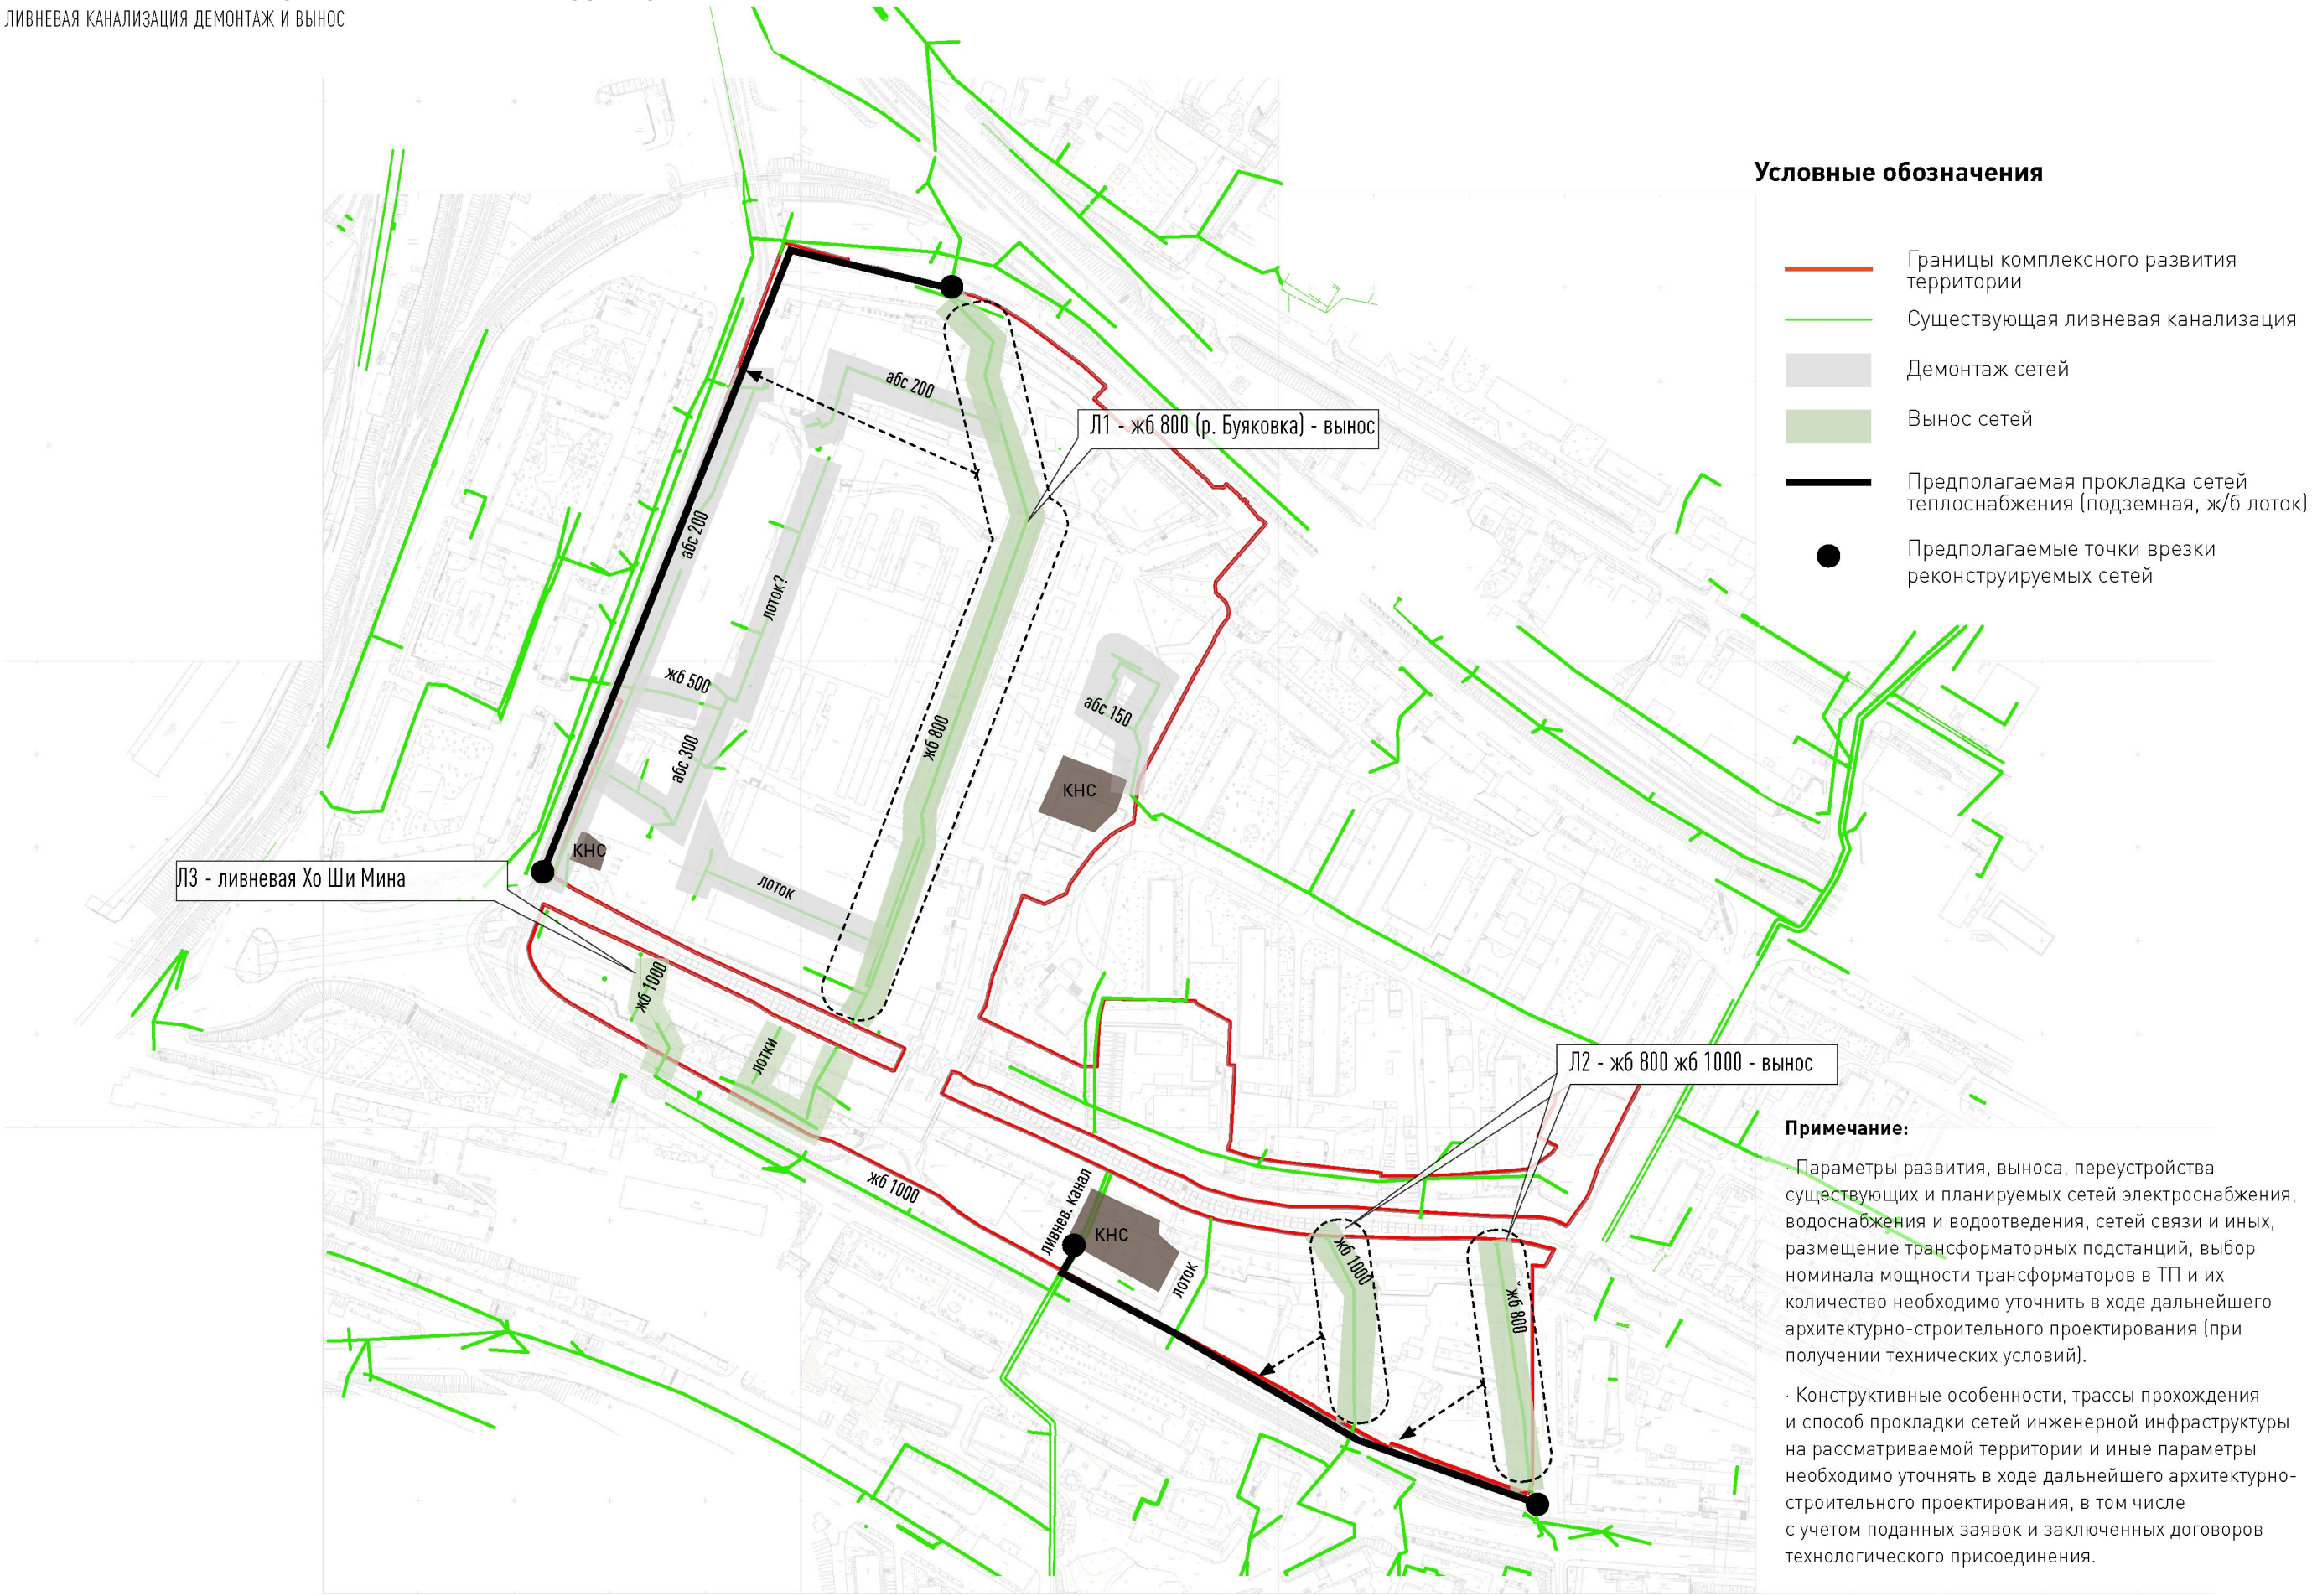 ЛИВНЕВАЯ КАНАЛИЗАЦИЯ ДЕМОНТАЖ И ВЫНОС
Условные обозначения
Границы комплексного развития
территории
Существующая ливневая канализация
Демонтаж сетей
Вынос сетей
Предполагаемая прокладка сетей
теплоснабжения (подземная, ж/б лоток)
Предполагаемые точки врезки
реконструируемых сетей
абс 200
Л1 - жб 800 (р. Буяковка) - вынос
абс 200
лоток?
жб 500
абс 150
абс 300
жб 800
КНС
КНС
Л3 - ливневая Хо Ши Мина
лоток
жб 1000
лотки
Л2 - жб 800 жб 1000 - вынос
жб 1000
ливнев. канал
КНС
лоток
жб 1000
жб 800
Примечание:
· Параметры развития, выноса, переустройства
существующих и планируемых сетей электроснабжения,
водоснабжения и водоотведения, сетей связи и иных,
размещение трансформаторных подстанций, выбор
номинала мощности трансформаторов в ТП и их
количество необходимо уточнить в ходе дальнейшего
архитектурно-строительного проектирования (при
получении технических условий).
· Конструктивные особенности, трассы прохождения
и способ прокладки сетей инженерной инфраструктуры
на рассматриваемой территории и иные параметры
необходимо уточнять в ходе дальнейшего архитектурно-
строительного проектирования, в том числе
с учетом поданных заявок и заключенных договоров
технологического присоединения.